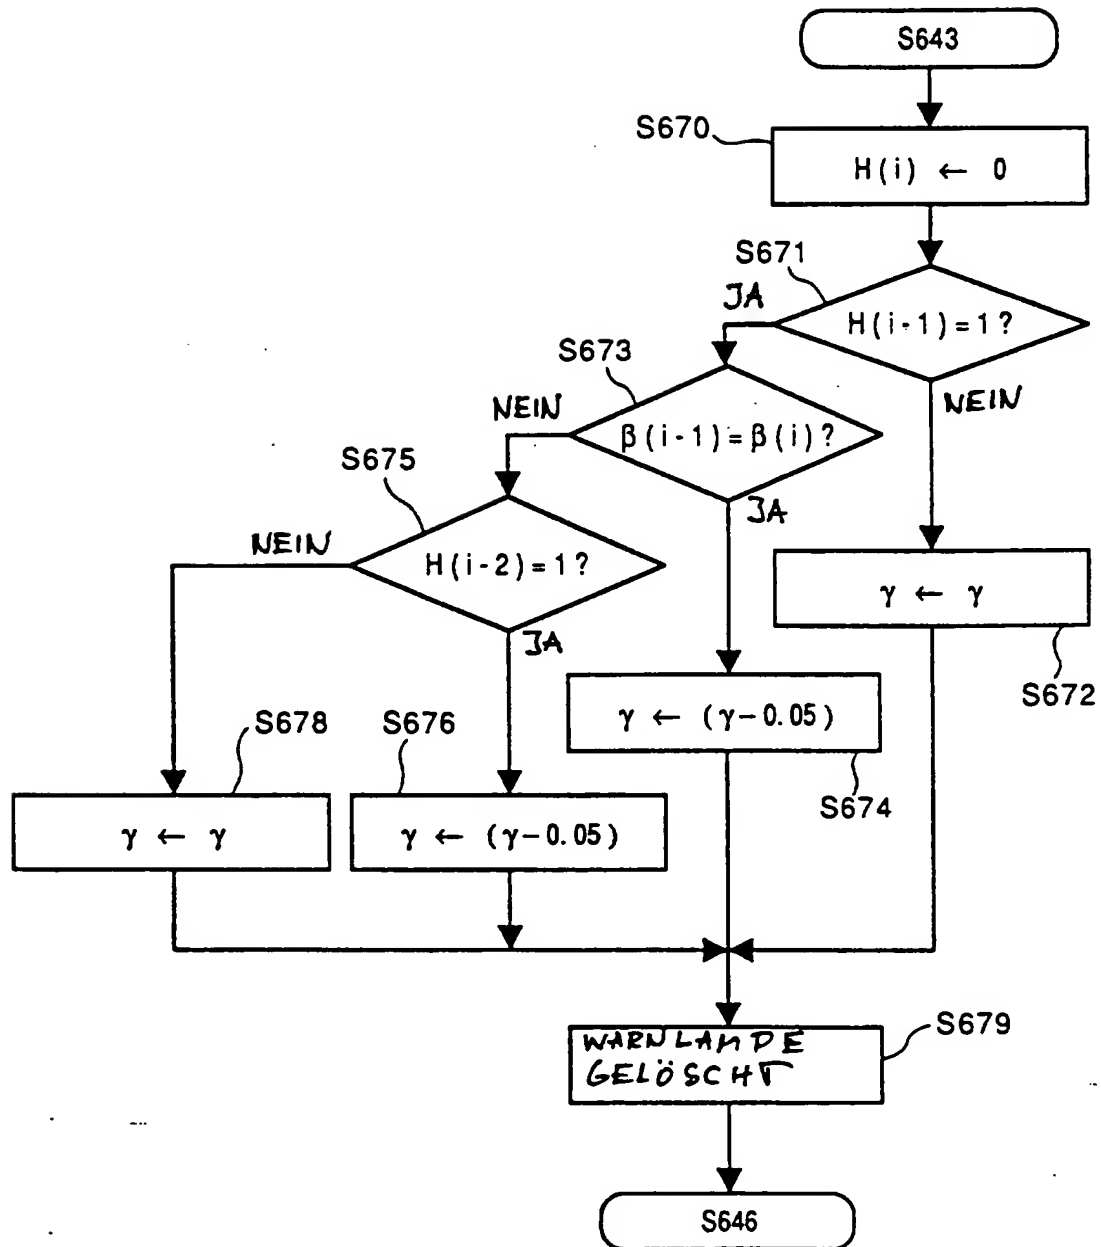 S643
S670
H(i) ← 0
S671
JA
H(i-1)=1?
S673
NEIN
NEIN
β(i-1)=β(i)?
S675
JA
NEIN
H(i-2)=1?
γ ← γ
JA
S672
γ ← (γ-0.05)
S678
S676
S674
γ ← γ
γ ← (γ-0.05)
S679
WARNLAMPE
GELÖSCHT
S646